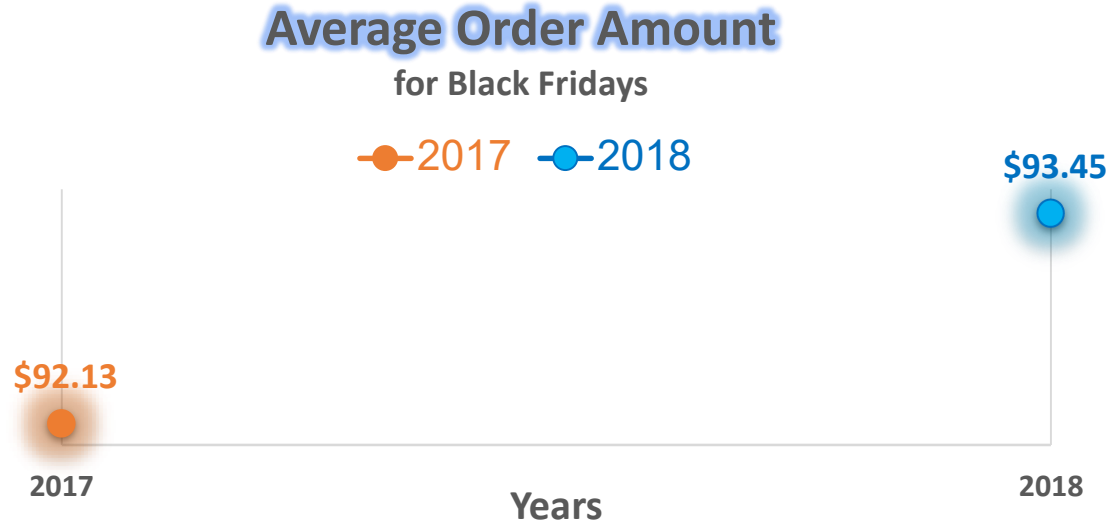 Average Order Amount
for Black Fridays
2017 2018
$93.45
$92.13
2017 2018
Years